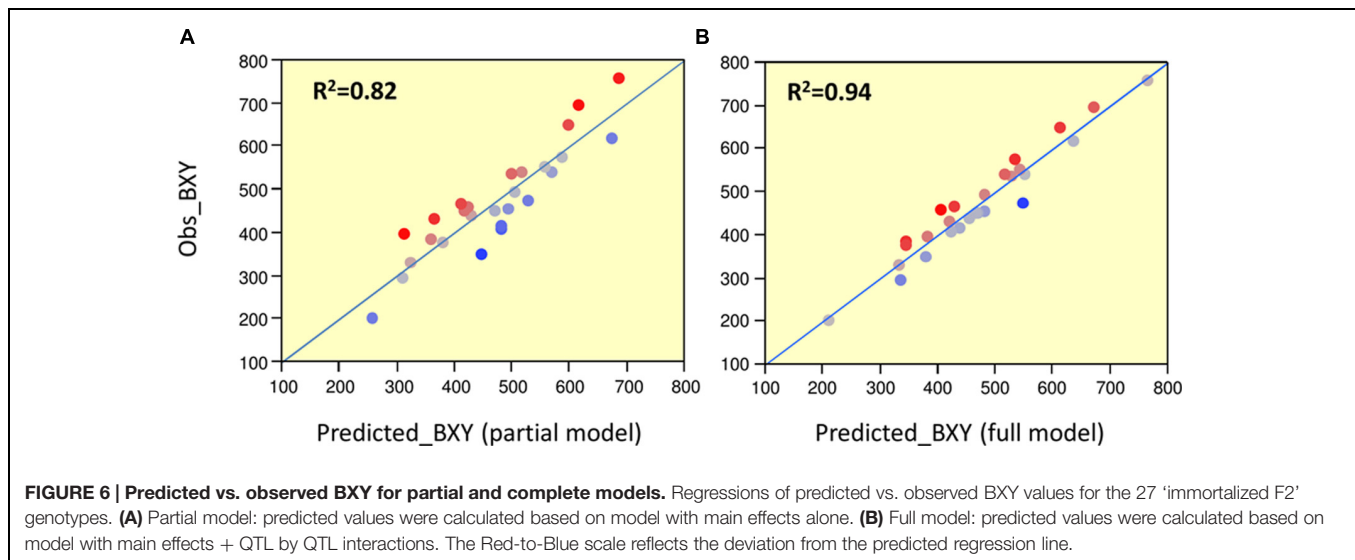 A
B
800
700
600
500
400
300
200
100
R²=0.82
Obs_BXY
100 200 300 400 500 600 700 800
Predicted_BXY (partial model)
800
700
600
500
400
300
200
100
R²=0.94
100 200 300 400 500 600 700 800
Predicted_BXY (full model)
FIGURE 6 | Predicted vs. observed BXY for partial and complete models. Regressions of predicted vs. observed BXY values for the 27 ‘immortalized F2’
genotypes. (A) Partial model: predicted values were calculated based on model with main effects alone. (B) Full model: predicted values were calculated based on
model with main effects + QTL by QTL interactions. The Red-to-Blue scale reflects the deviation from the predicted regression line.